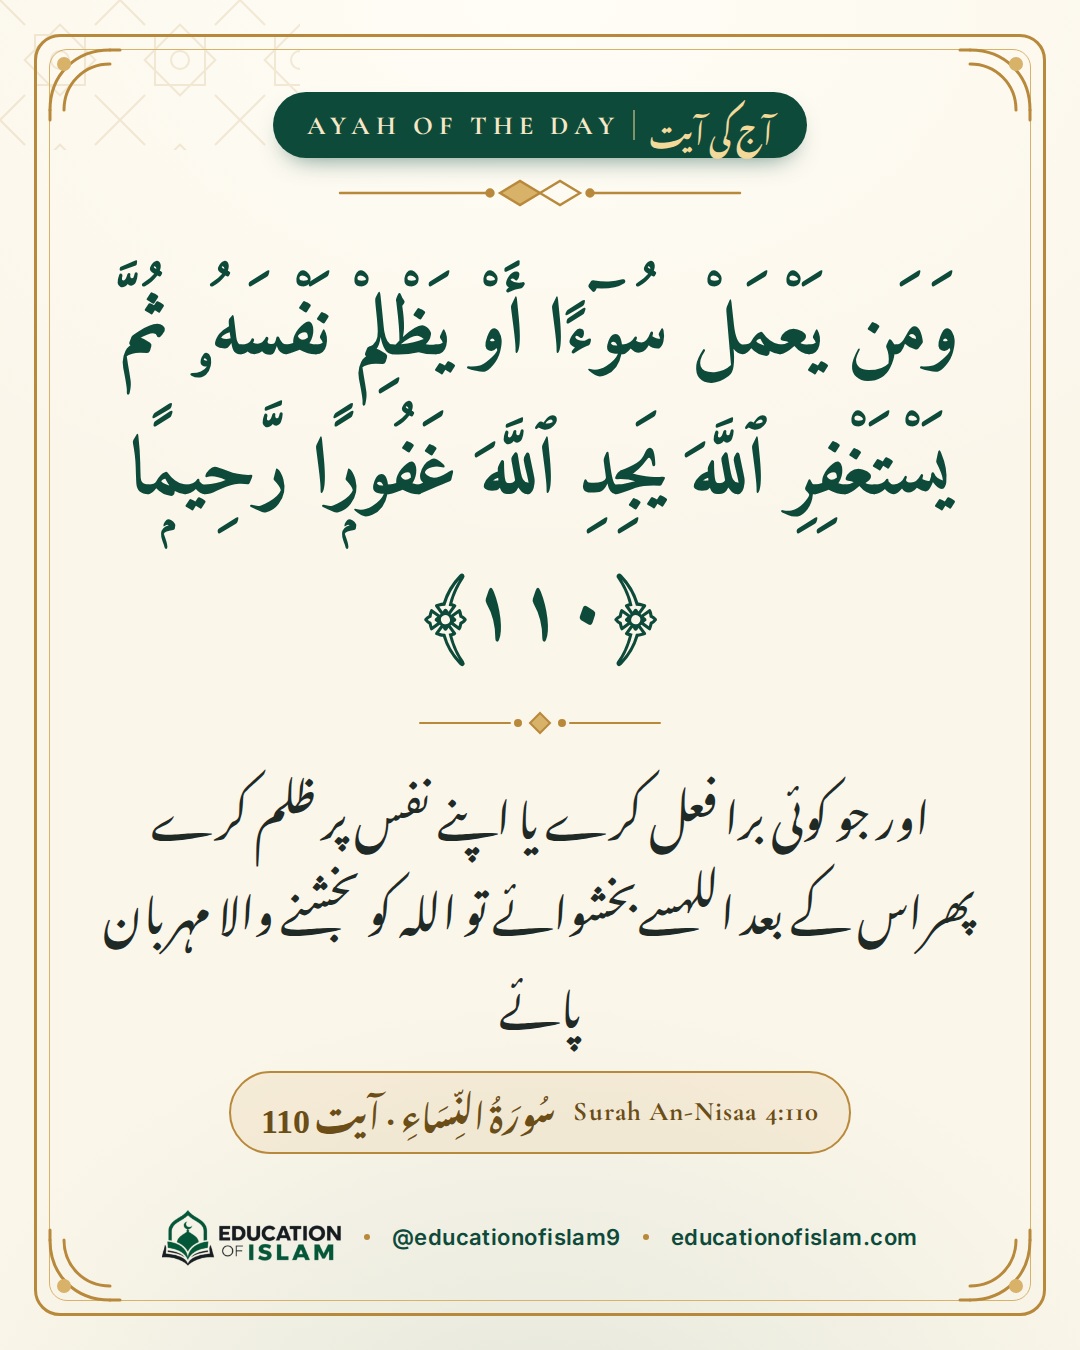 AYAH OF THE DAY | آج کی آیت
وَمَن يَعْمَلْ سُوٓءًا أَوْ يَظْلِمْ نَفْسَهُۥ ثُمَّ
يَسْتَغْفِرِ ٱللَّهَ يَجِدِ ٱللَّهَ غَفُورًۭا رَّحِيمًۭا
﴿١١٠﴾
اور جو کوئی برا فعل کرے یا اپنے نفس پر ظلم کرے
پھر اس کے بعد اللہسے بخشوائے تو اللہ کو بخشنے والا مہربان
پائے
سُورَةُ النِّسَاءِ · آیت 110 Surah An-Nisaa 4:110
EDUCATION OF ISLAM • @educationofislam9 • educationofislam.com